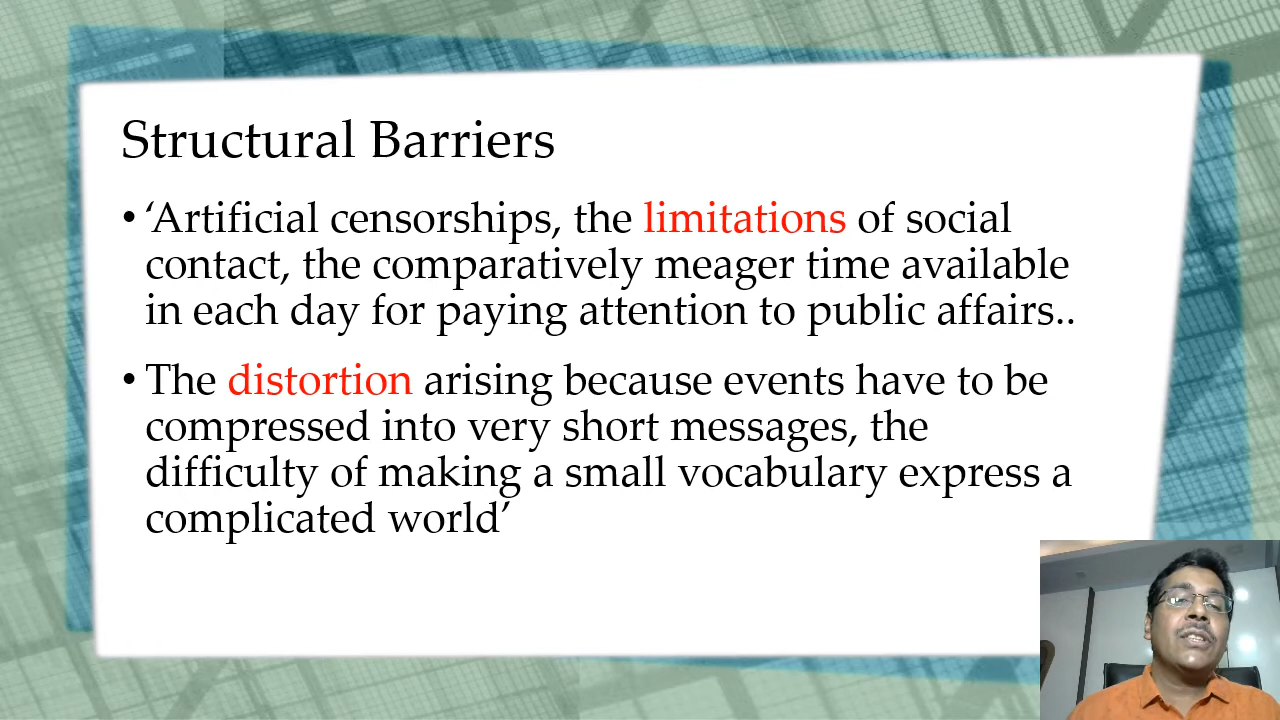 Structural Barriers
• ‘Artificial censorships, the limitations of social
contact, the comparatively meager time available
in each day for paying attention to public affairs..
• The distortion arising because events have to be
compressed into very short messages, the
difficulty of making a small vocabulary express a
complicated world’